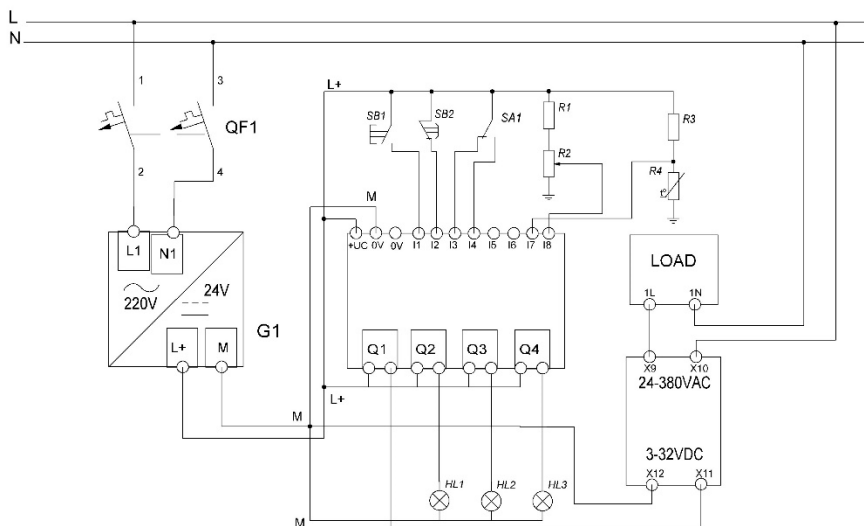 L
N
1
3
L+
SB1
SB2
SA1
R1
R3
QF1
R2
2
4
R4
t°
M
+UC 0V 0V I1 I2 I3 I4 I5 I6 I7 I8
L1
N1
LOAD
220V
24V
1L
1N
G1
L+
M
Q1
Q2
Q3
Q4
X9
X10
24-380VAC
L+
M
3-32VDC
X12
X11
HL1
HL2
HL3
M